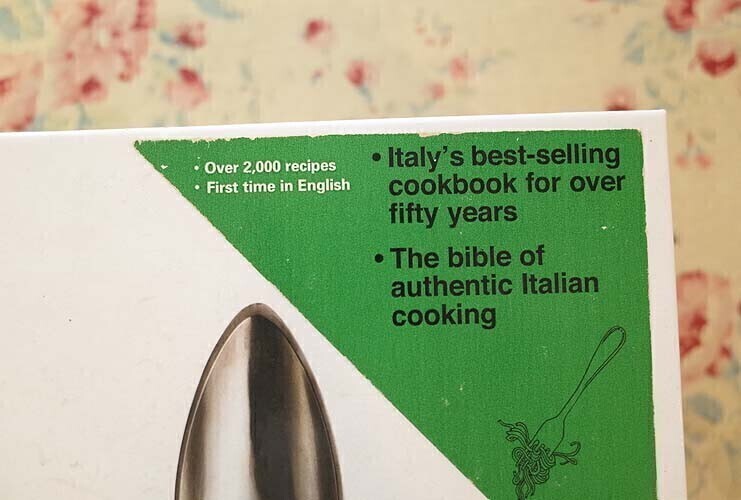 • Over 2,000 recipes
• First time in English
• Italy's best-selling
cookbook for over
fifty years
• The bible of
authentic Italian
cooking